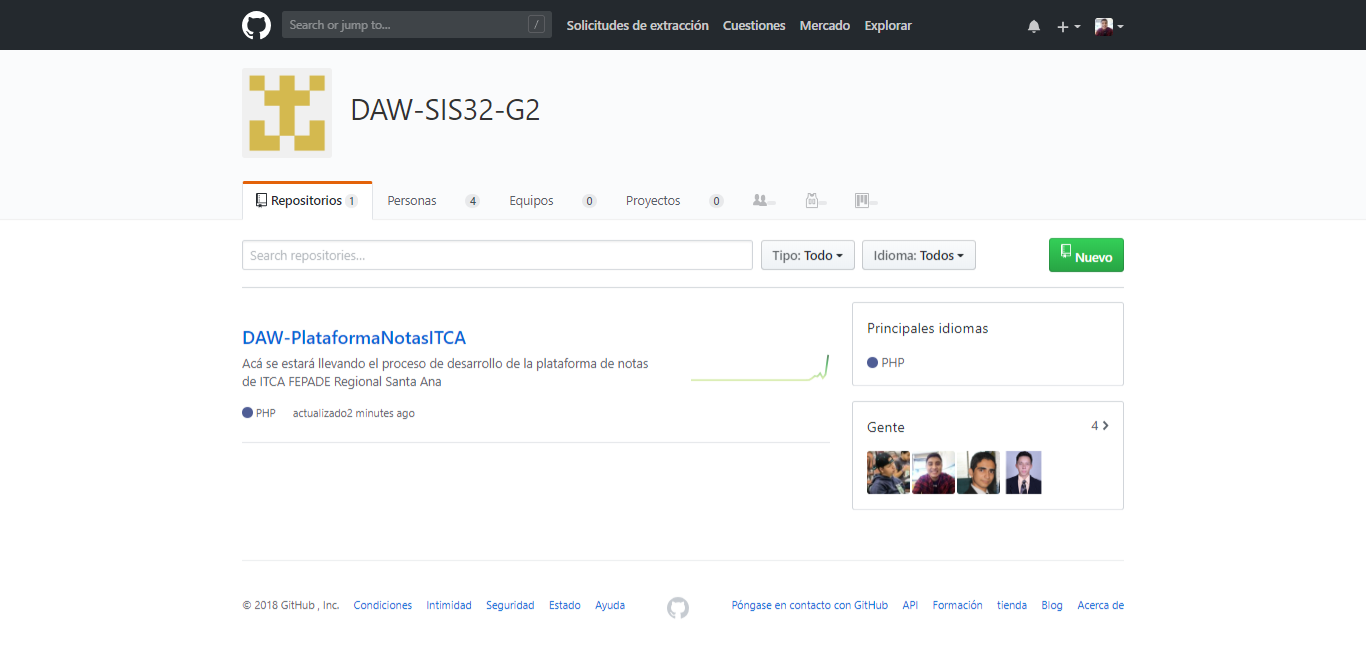 Search or jump to... / Solicitudes de extracción Cuestiones Mercado Explorar
DAW-SIS32-G2
Repositorios 1 Personas 4 Equipos 0 Proyectos 0
Search repositories... Tipo: Todo Idioma: Todos Nuevo
DAW-PlataformaNotasITCA
Acá se estará llevando el proceso de desarrollo de la plataforma de notas
de ITCA FEPADE Regional Santa Ana
PHP actualizado2 minutes ago
Principales idiomas
PHP
Gente 4
© 2018 GitHub , Inc. Condiciones Intimidad Seguridad Estado Ayuda Póngase en contacto con GitHub API Formación tienda Blog Acerca de